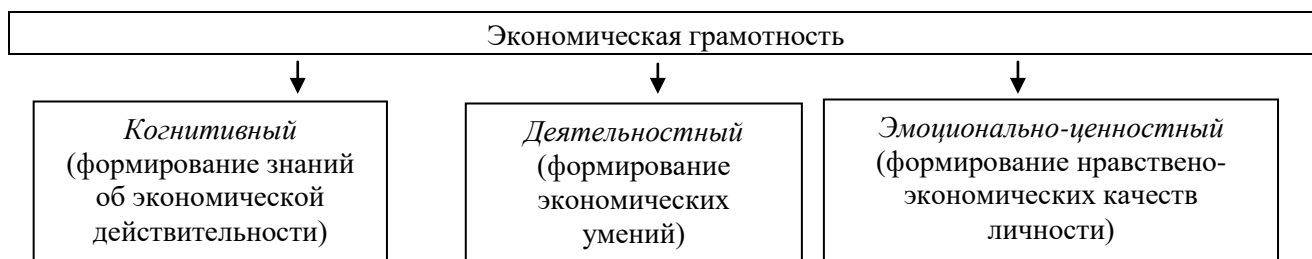 Экономическая грамотность
Когнитивный
(формирование знаний
об экономической
действительности)
Деятельностный
(формирование
экономических
умений)
Эмоционально-ценностный
(формирование нравствено-
экономических качеств
личности)